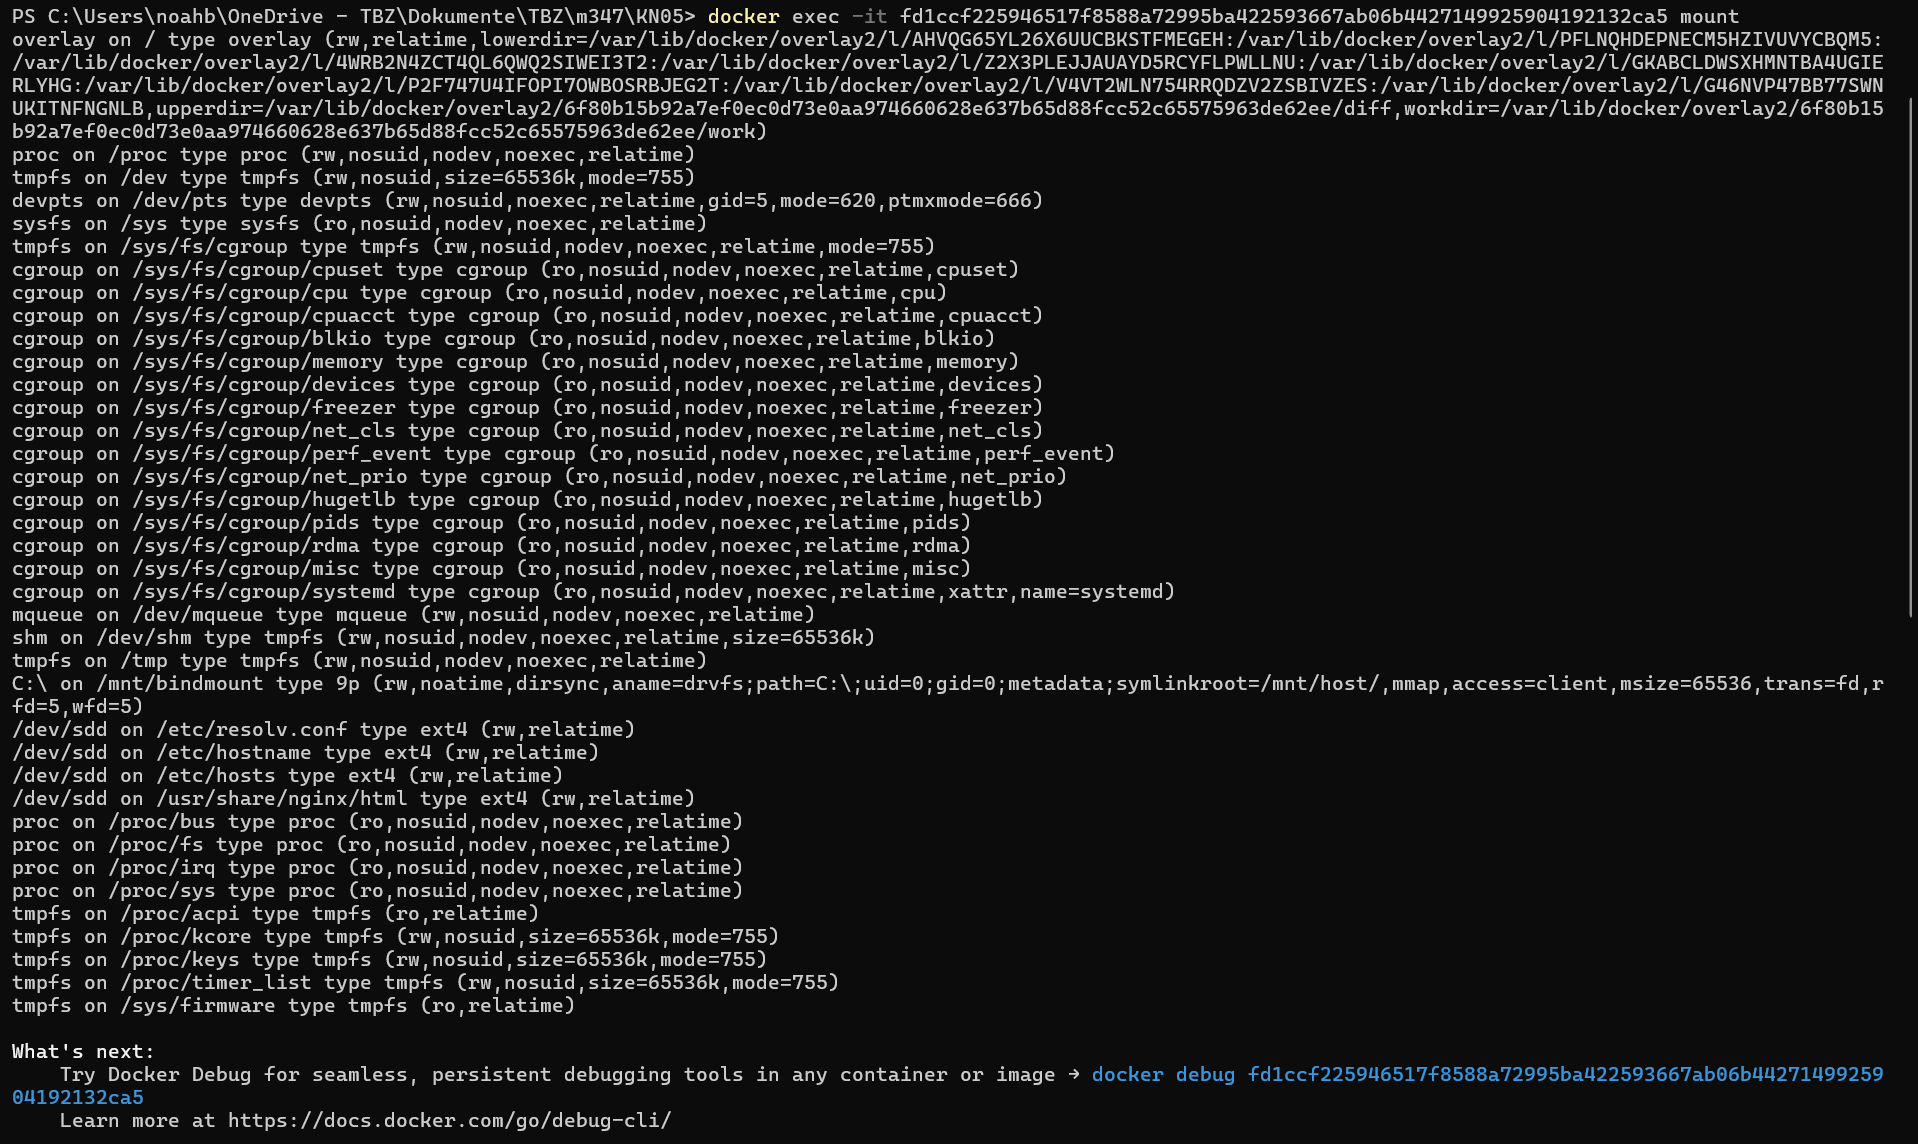 PS C:\Users\noahb\OneDrive - TBZ\Dokumente\TBZ\m347\KN05> docker exec -it fd1ccf225946517f8588a72995ba422593667ab06b4427149925904192132ca5 mount
overlay on / type overlay (rw,relatime,lowerdir=/var/lib/docker/overlay2/l/AHVQG65YL26X6UUCBKSTFMEGEH:/var/lib/docker/overlay2/l/PFLNQHDEPNECM5HZIVUVYCBQM5:
/var/lib/docker/overlay2/l/4WRB2N4ZCT4QL6QWQ2SIWEI3T2:/var/lib/docker/overlay2/l/Z2X3PLEJJAUAYD5RCYFLPWLLNU:/var/lib/docker/overlay2/l/GKABCLDWSXHMNTBA4UGIE
RLYHG:/var/lib/docker/overlay2/l/P2F747U4IFOPI7OWBOSRBJEG2T:/var/lib/docker/overlay2/l/V4VT2WLN754RRQDZV2ZSBIVZES:/var/lib/docker/overlay2/l/G46NVP47BB77SWN
UKITNFNGNLB,upperdir=/var/lib/docker/overlay2/6f80b15b92a7ef0ec0d73e0aa974660628e637b65d88fcc52c65575963de62ee/diff,workdir=/var/lib/docker/overlay2/6f80b15
b92a7ef0ec0d73e0aa974660628e637b65d88fcc52c65575963de62ee/work)
proc on /proc type proc (rw,nosuid,nodev,noexec,relatime)
tmpfs on /dev type tmpfs (rw,nosuid,size=65536k,mode=755)
devpts on /dev/pts type devpts (rw,nosuid,noexec,relatime,gid=5,mode=620,ptmxmode=666)
sysfs on /sys type sysfs (ro,nosuid,nodev,noexec,relatime)
tmpfs on /sys/fs/cgroup type tmpfs (rw,nosuid,nodev,noexec,relatime,mode=755)
cgroup on /sys/fs/cgroup/cpuset type cgroup (ro,nosuid,nodev,noexec,relatime,cpuset)
cgroup on /sys/fs/cgroup/cpu type cgroup (ro,nosuid,nodev,noexec,relatime,cpu)
cgroup on /sys/fs/cgroup/cpuacct type cgroup (ro,nosuid,nodev,noexec,relatime,cpuacct)
cgroup on /sys/fs/cgroup/blkio type cgroup (ro,nosuid,nodev,noexec,relatime,blkio)
cgroup on /sys/fs/cgroup/memory type cgroup (ro,nosuid,nodev,noexec,relatime,memory)
cgroup on /sys/fs/cgroup/devices type cgroup (ro,nosuid,nodev,noexec,relatime,devices)
cgroup on /sys/fs/cgroup/freezer type cgroup (ro,nosuid,nodev,noexec,relatime,freezer)
cgroup on /sys/fs/cgroup/net_cls type cgroup (ro,nosuid,nodev,noexec,relatime,net_cls)
cgroup on /sys/fs/cgroup/perf_event type cgroup (ro,nosuid,nodev,noexec,relatime,perf_event)
cgroup on /sys/fs/cgroup/net_prio type cgroup (ro,nosuid,nodev,noexec,relatime,net_prio)
cgroup on /sys/fs/cgroup/hugetlb type cgroup (ro,nosuid,nodev,noexec,relatime,hugetlb)
cgroup on /sys/fs/cgroup/pids type cgroup (ro,nosuid,nodev,noexec,relatime,pids)
cgroup on /sys/fs/cgroup/rdma type cgroup (ro,nosuid,nodev,noexec,relatime,rdma)
cgroup on /sys/fs/cgroup/misc type cgroup (ro,nosuid,nodev,noexec,relatime,misc)
cgroup on /sys/fs/cgroup/systemd type cgroup (ro,nosuid,nodev,noexec,relatime,xattr,name=systemd)
mqueue on /dev/mqueue type mqueue (rw,nosuid,nodev,noexec,relatime)
shm on /dev/shm type tmpfs (rw,nosuid,nodev,noexec,relatime,size=65536k)
tmpfs on /tmp type tmpfs (rw,nosuid,nodev,noexec,relatime)
C:\ on /mnt/bindmount type 9p (rw,noatime,dirsync,aname=drvfs;path=C:\;uid=0;gid=0;metadata;symlinkroot=/mnt/host/,mmap,access=client,msize=65536,trans=fd,r
fd=5,wfd=5)
/dev/sdd on /etc/resolv.conf type ext4 (rw,relatime)
/dev/sdd on /etc/hostname type ext4 (rw,relatime)
/dev/sdd on /etc/hosts type ext4 (rw,relatime)
/dev/sdd on /usr/share/nginx/html type ext4 (rw,relatime)
proc on /proc/bus type proc (ro,nosuid,nodev,noexec,relatime)
proc on /proc/fs type proc (ro,nosuid,nodev,noexec,relatime)
proc on /proc/irq type proc (ro,nosuid,nodev,noexec,relatime)
proc on /proc/sys type proc (ro,nosuid,nodev,noexec,relatime)
tmpfs on /proc/acpi type tmpfs (ro,relatime)
tmpfs on /proc/kcore type tmpfs (rw,nosuid,size=65536k,mode=755)
tmpfs on /proc/keys type tmpfs (rw,nosuid,size=65536k,mode=755)
tmpfs on /proc/timer_list type tmpfs (rw,nosuid,size=65536k,mode=755)
tmpfs on /sys/firmware type tmpfs (ro,relatime)
What's next:
Try Docker Debug for seamless, persistent debugging tools in any container or image → docker debug fd1ccf225946517f8588a72995ba422593667ab06b44271499259
04192132ca5
Learn more at https://docs.docker.com/go/debug-cli/